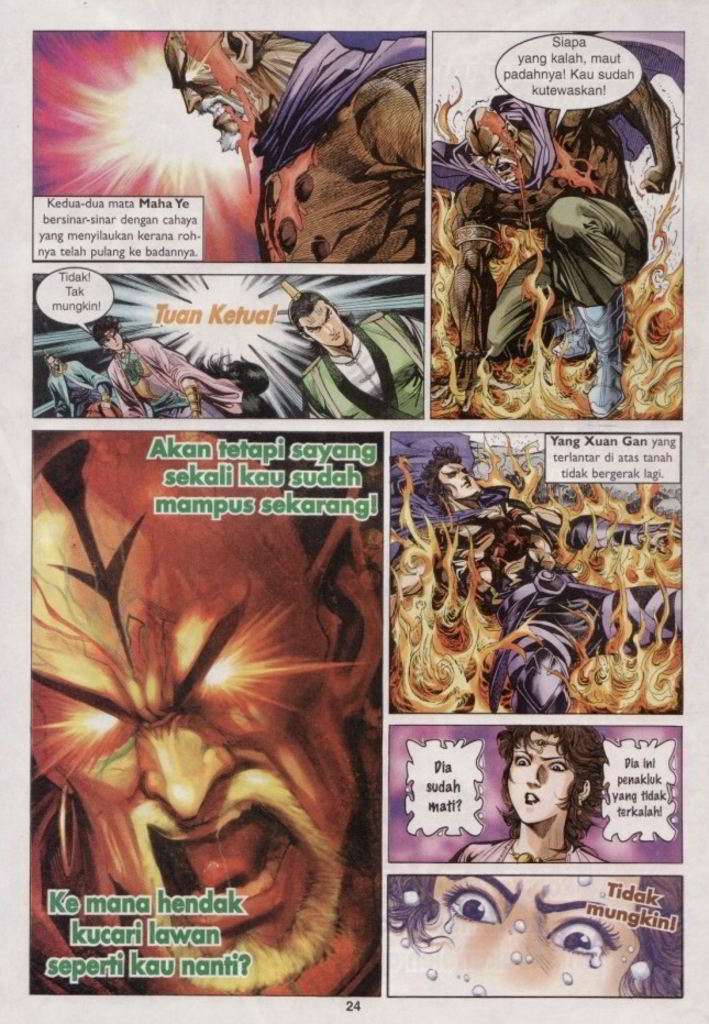 Kedua-dua mata Maha Ye
bersinar-sinar dengan cahaya
yang menyilaukan kerana roh-
nya telah pulang ke badannya.
Siapa
yang kalah, maut
padahnya! Kau sudah
kutewaskan!
Tidak!
Tak
mungkin!
Tuan Ketua!
Akan tetapi sayang
sekali kau sudah
mampus sekarang!
Ke mana hendak
kucari lawan
seperti kau nanti?
Yang Xuan Gan yang
terlantar di atas tanah
tidak bergerak lagi.
Dia
sudah
mati?
Dia ini
penakluk
yang tidak
terkalah!
Tidak
mungkin!
24